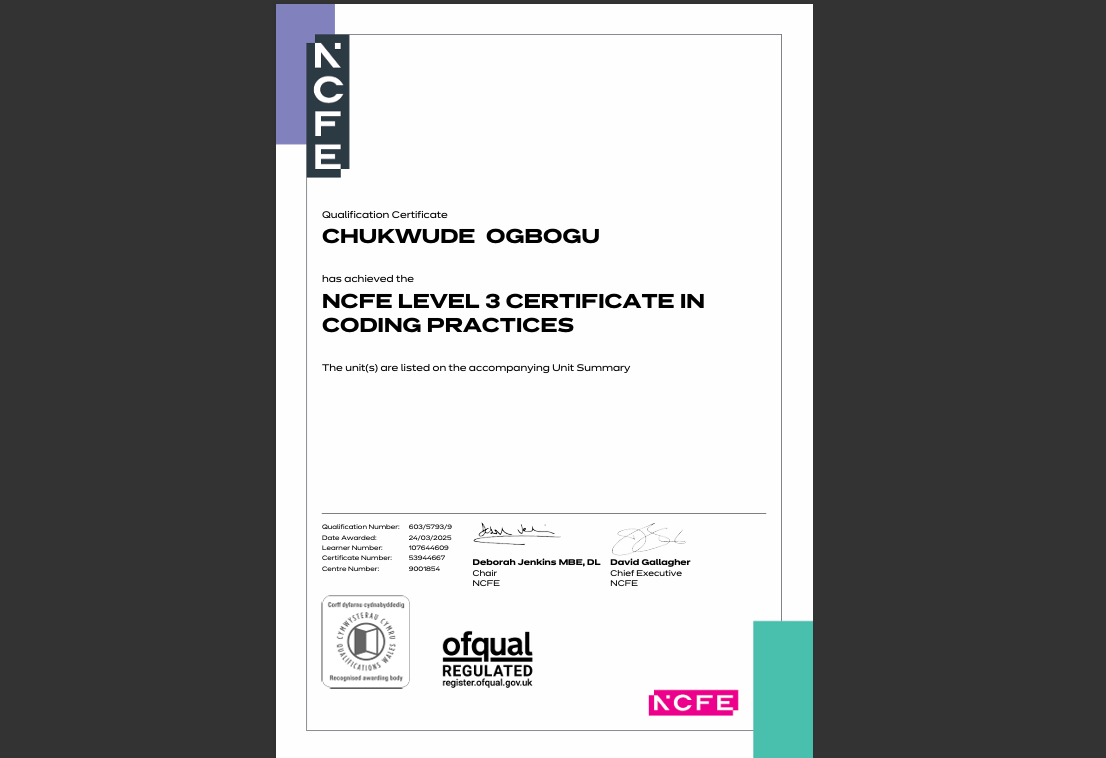 NCFE
Qualification Certificate
CHUKWUDE OGBOGU
has achieved the
NCFE LEVEL 3 CERTIFICATE IN
CODING PRACTICES
The unit(s) are listed on the accompanying Unit Summary
Qualification Number: 603/5793/9
Date Awarded: 24/03/2025
Learner Number: 107644609
Certificate Number: 53944667
Centre Number: 9001854
Deborah Jenkins MBE, DL
Chair
NCFE
David Gallagher
Chief Executive
NCFE
Corff dyfarnu cydnabyddedig
CYMWYSTERAU CYMRU
QUALIFICATIONS WALES
Recognised awarding body
ofqual
REGULATED
register.ofqual.gov.uk
NCFE